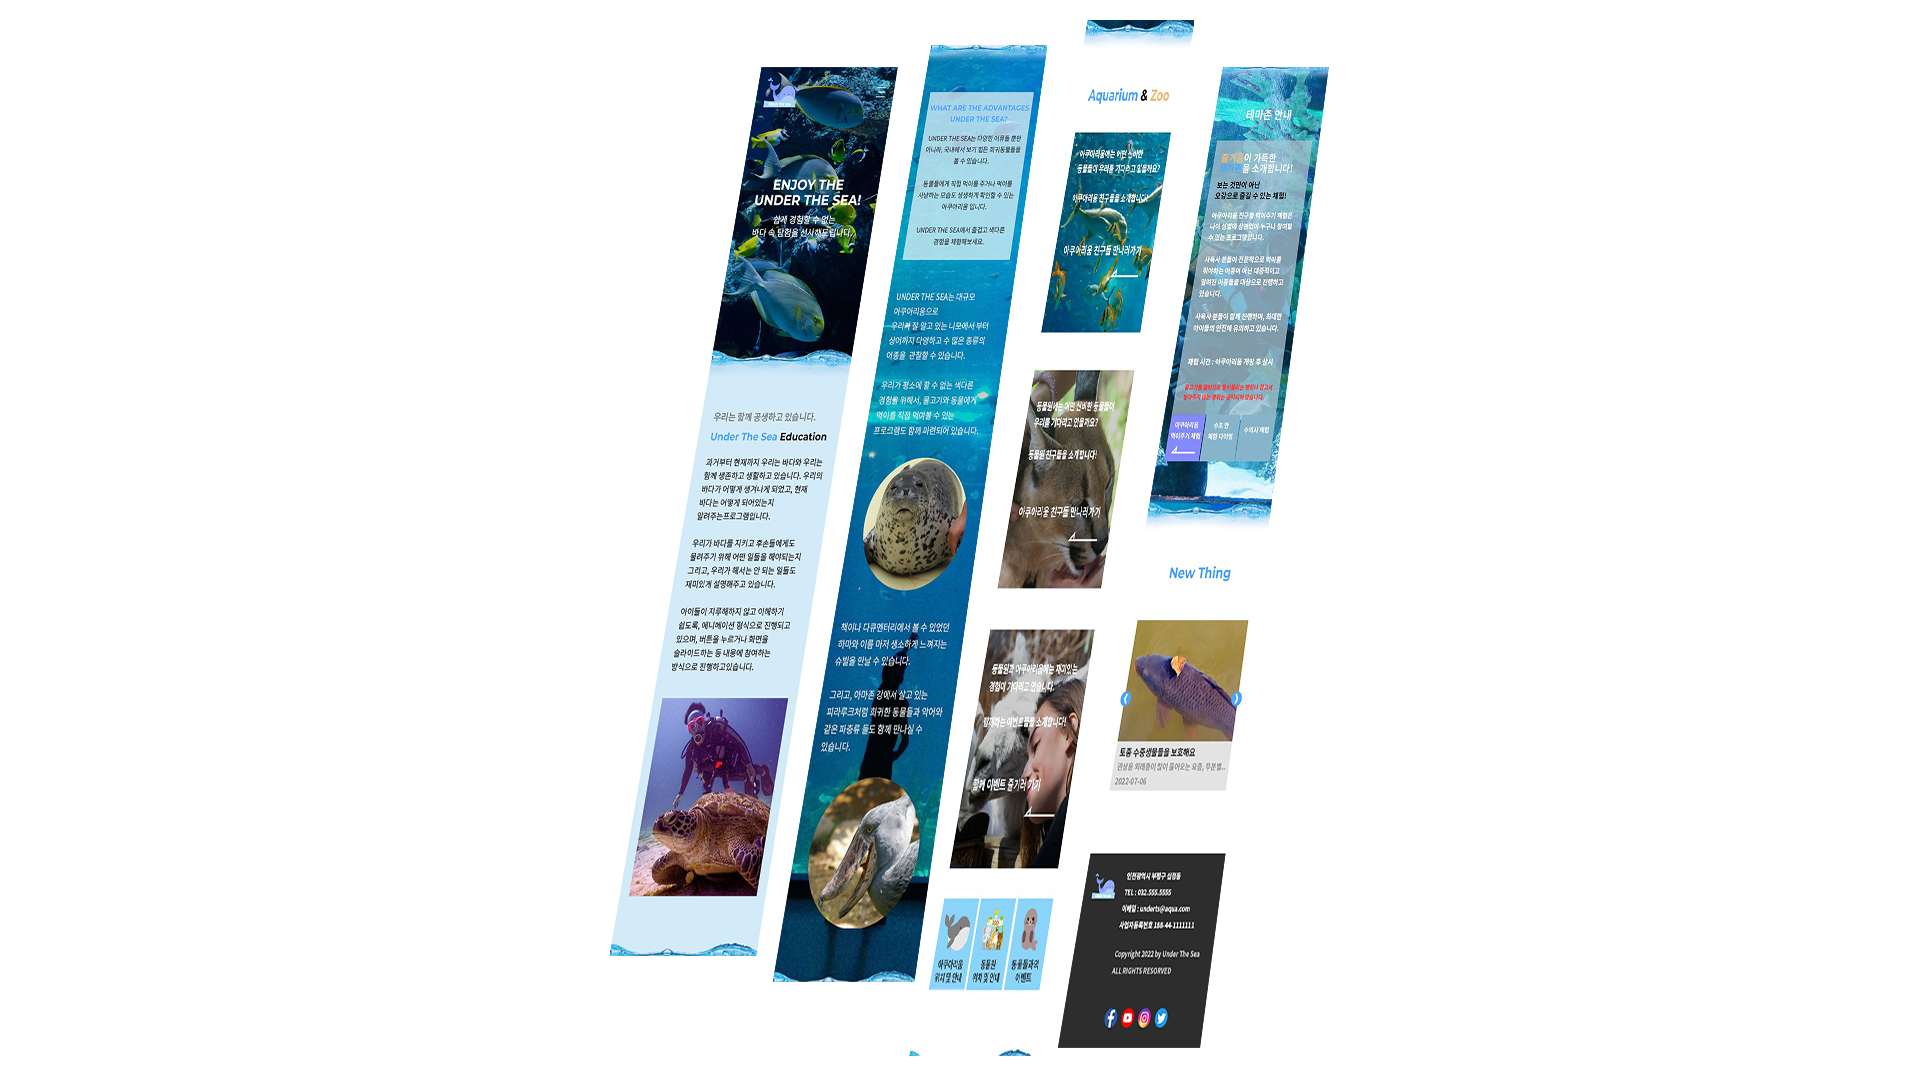 ENJOY THE
UNDER THE SEA!
쉽게 경험할 수 없는
바다 속 탐험을 선사해드립니다.
우리는 함께 공생하고 있습니다.
Under The Sea Education
과거부터 현재까지 우리는 바다와 우리는
함께 생존하고 생활하고 있습니다. 우리의
바다가 어떻게 생겨나게 되었고, 현재
바다는 어떻게 되어있는지
알려주는프로그램입니다.
우리가 바다를 지키고 후손들에게도
물려주기 위해 어떤 일들을 해야되는지
그리고, 우리가 해서는 안 되는 일들도
재미있게 설명해주고 있습니다.
아이들이 지루해하지 않고 이해하기
쉽도록, 애니메이션 형식으로 진행되고
있으며, 버튼을 누르거나 화면을
슬라이드하는 등 내용에 참여하는
방식으로 진행하고있습니다.
WHAT ARE THE ADVANTAGES
UNDER THE SEA?
UNDER THE SEA는 다양한 어류들 뿐만
아니라, 국내에서 보기 힘든 희귀동물들을
볼 수 있습니다.
동물들에게 직접 먹이를 주거나 먹이를
사냥하는 모습도 생생하게 확인할 수 있는
아쿠아리움 입니다.
UNDER THE SEA에서 즐겁고 색다른
경험을 체험해보세요.
UNDER THE SEA는 대규모
아쿠아리움으로
우리가 잘 알고 있는 니모에서 부터
상어까지 다양하고 수 많은 종류의
어종을 관찰할 수 있습니다.
우리가 평소에 할 수 없는 색다른
경험을 위해서, 물고기와 동물에게
먹이를 직접 먹여볼 수 있는
프로그램도 함께 마련되어 있습니다.
책이나 다큐멘터리에서 볼 수 있었던
하마와 이름 마저 생소하게 느껴지는
슈빌을 만날 수 있습니다.
그리고, 아마존 강에서 살고 있는
피라루크처럼 희귀한 동물들과 악어와
같은 파충류 들도 함께 만나실 수
있습니다.
Aquarium & Zoo
아쿠아리움에는 어떤 신비한
동물들이 우리를 기다리고 있을까요?
아쿠아리움 친구들을 소개합니다!
아쿠아리움 친구들 만나러가기
동물원에는 어떤 신비한 동물들이
우리를 기다리고 있을까요?
동물원 친구들을 소개합니다!
아쿠아리움 친구들 만나러가기
동물원과 아쿠아리움에는 재미있는
경험이 기다리고 있습니다.
함께하는 이벤트들을 소개합니다!
함께 이벤트 즐기러 가기
아쿠아리움
위치 및 안내
동물원
위치 및 안내
동물들과의
이벤트
테마존 안내
즐거움이 가득한
테마존을 소개합니다!
보는 것만이 아닌
오감으로 즐길 수 있는 체험!
아쿠아리움 친구들 먹이주기 체험은
나이 성별에 상관없이 누구나 참여할
수 있는 프로그램입니다.
사육사 분들이 전문적으로 먹이를
줘야하는 어종이 아닌 대중적이고
알려진 어종들을 대상으로 진행하고
있습니다.
사육사 분들이 함께 진행하며, 최대한
아이들의 안전에 유의하고 있습니다.
체험 시간 : 아쿠아리움 개방 후 상시
아쿠아리움
먹이주기 체험
수조 안
체험 다이빙
수의사 체험
New Thing
토종 수중생물들을 보호해요
관상용 외래종이 많이 들어오는 요즘, 무분별...
2022-07-06
인천광역시 부평구 십정동
TEL : 032.555.5555
이메일 : underts@aqua.com
사업자등록번호 188-44-1111111
Copyright 2022 by Under The Sea
ALL RIGHTS RESORVED